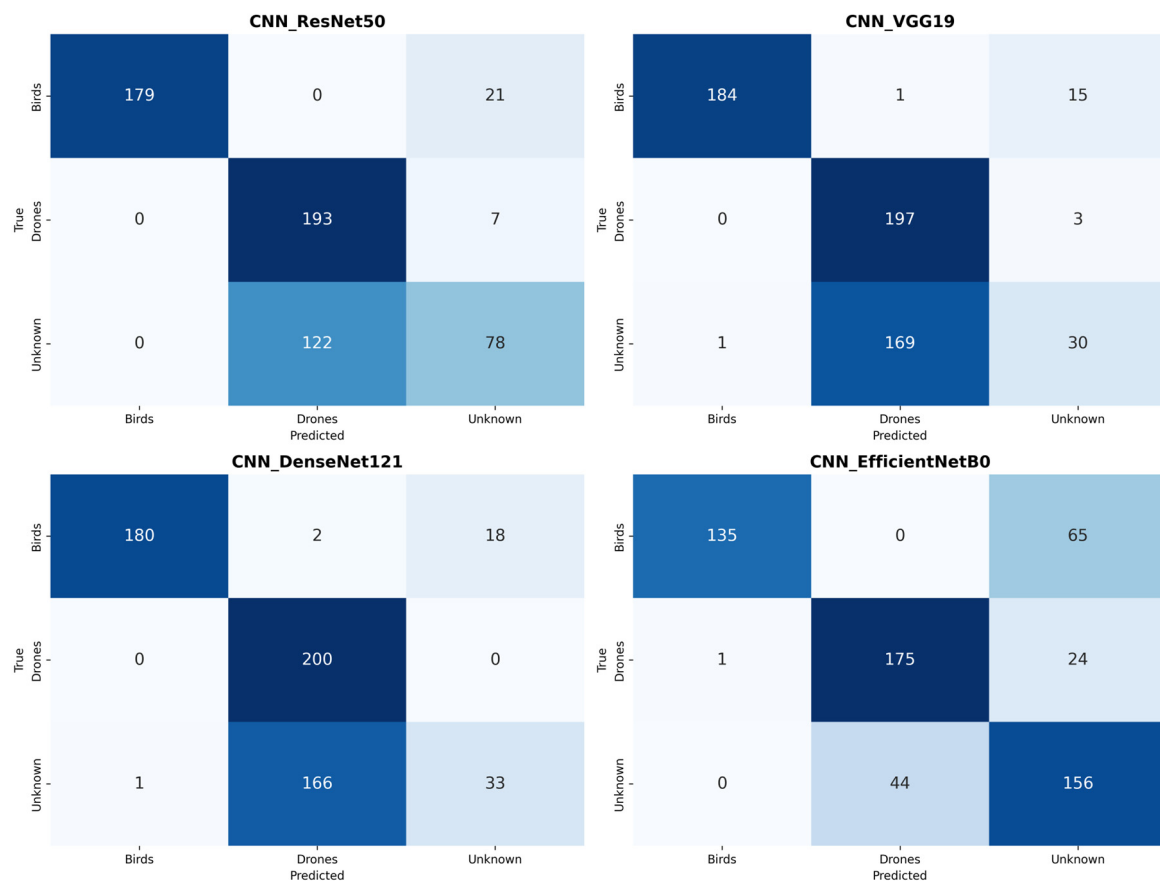 CNN_ResNet50
Birds 179 0 21
True
Drones 0 193 7
Unknown 0 122 78
Birds Drones Unknown
Predicted
CNN_VGG19
Birds 184 1 15
True
Drones 0 197 3
Unknown 1 169 30
Birds Drones Unknown
Predicted
CNN_DenseNet121
Birds 180 2 18
True
Drones 0 200 0
Unknown 1 166 33
Birds Drones Unknown
Predicted
CNN_EfficientNetB0
Birds 135 0 65
True
Drones 1 175 24
Unknown 0 44 156
Birds Drones Unknown
Predicted